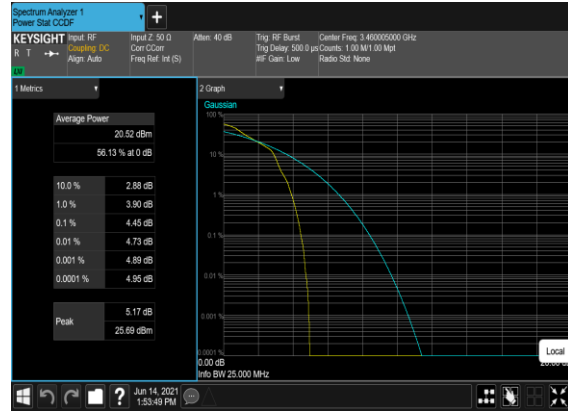 Spectrum Analyzer 1
Power Stat CCDF
KEYSIGHT
R T
LXI
Input: RF
Coupling: DC
Align: Auto
Input Z: 50 Ω
Corr CCorr
Freq Ref: Int (S)
Atten: 40 dB
Trig: RF Burst
Trig Delay: 500.0 µs
#IF Gain: Low
Center Freq: 3.460005000 GHz
Counts: 1.00 M/1.00 Mpt
Radio Std: None
1 Metrics
Average Power
20.52 dBm
56.13 % at 0 dB
10.0 % 2.88 dB
1.0 % 3.90 dB
0.1 % 4.45 dB
0.01 % 4.73 dB
0.001 % 4.89 dB
0.0001 % 4.95 dB
Peak
5.17 dB
25.69 dBm
2 Graph
Gaussian
100 %
10 %
1 %
0.1 %
0.01 %
0.001 %
0.0001 %
0.00 dB
Info BW 25.000 MHz
Local
?
Jun 14, 2021
1:53:49 PM